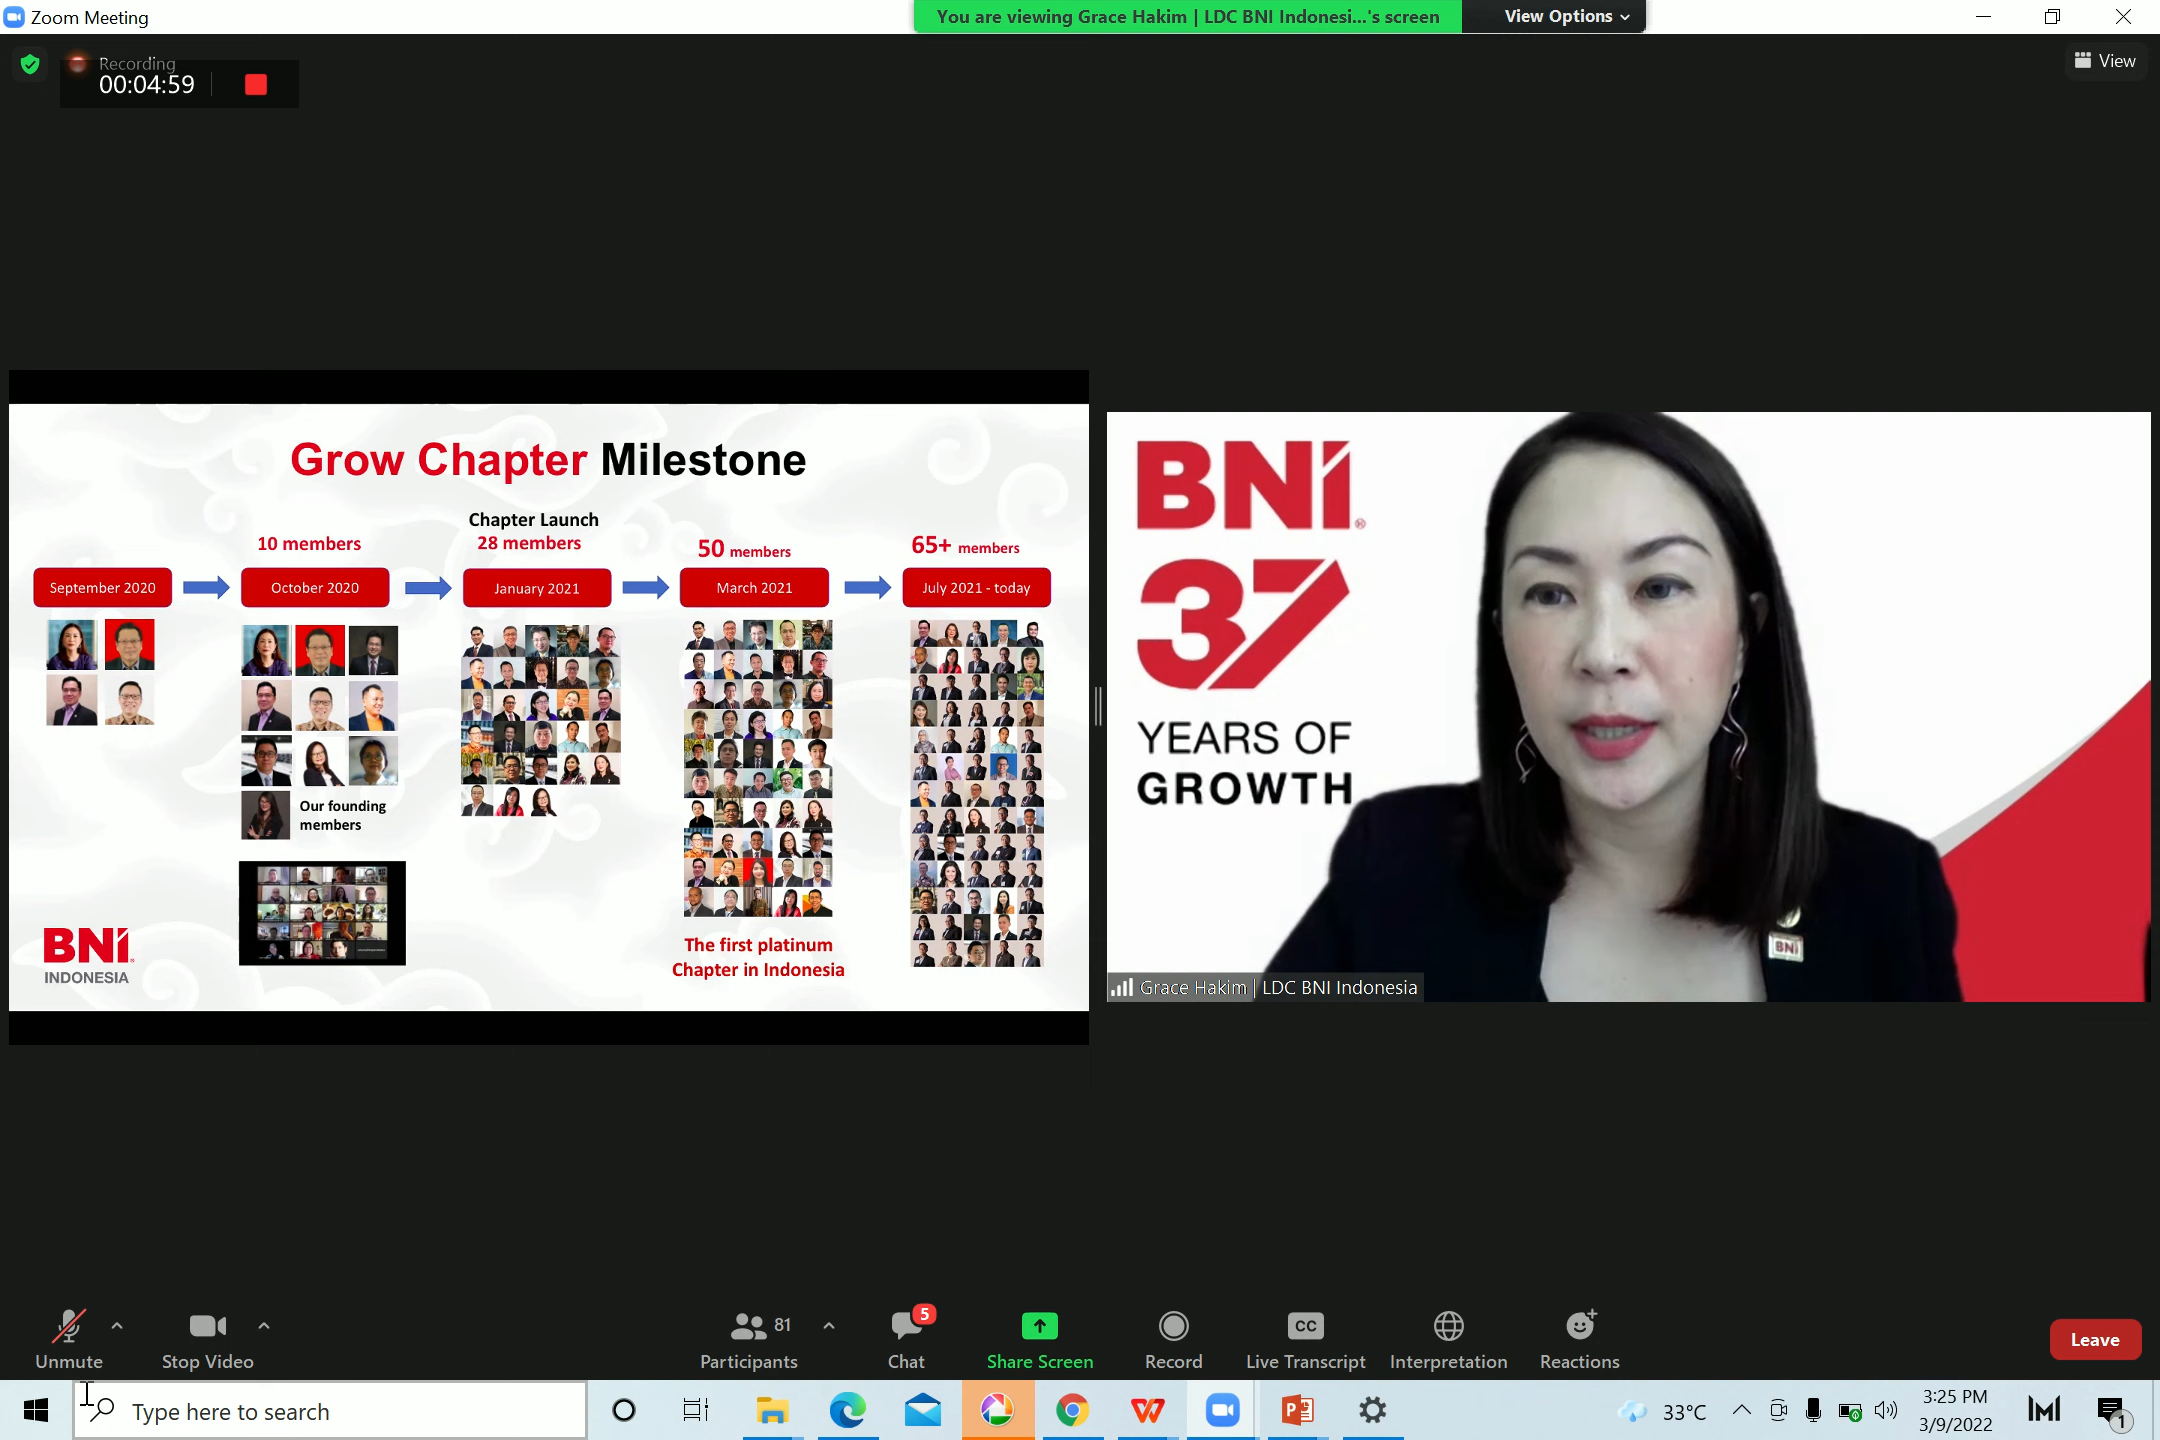 Zoom Meeting
You are viewing Grace Hakim | LDC BNI Indonesi...'s screen
View Options
Recording
00:04:59
View
Grow Chapter Milestone
10 members
Chapter Launch
28 members
50 members
65+ members
September 2020
October 2020
January 2021
March 2021
July 2021 - today
Our founding
members
The first platinum
Chapter in Indonesia
BNI
INDONESIA
BNI®
37
YEARS OF
GROWTH
BNI
Grace Hakim | LDC BNI Indonesia
Unmute
Stop Video
81
Participants
5
Chat
Share Screen
Record
CC
Live Transcript
Interpretation
Reactions
Leave
Type here to search
33°C
3:25 PM
3/9/2022
1